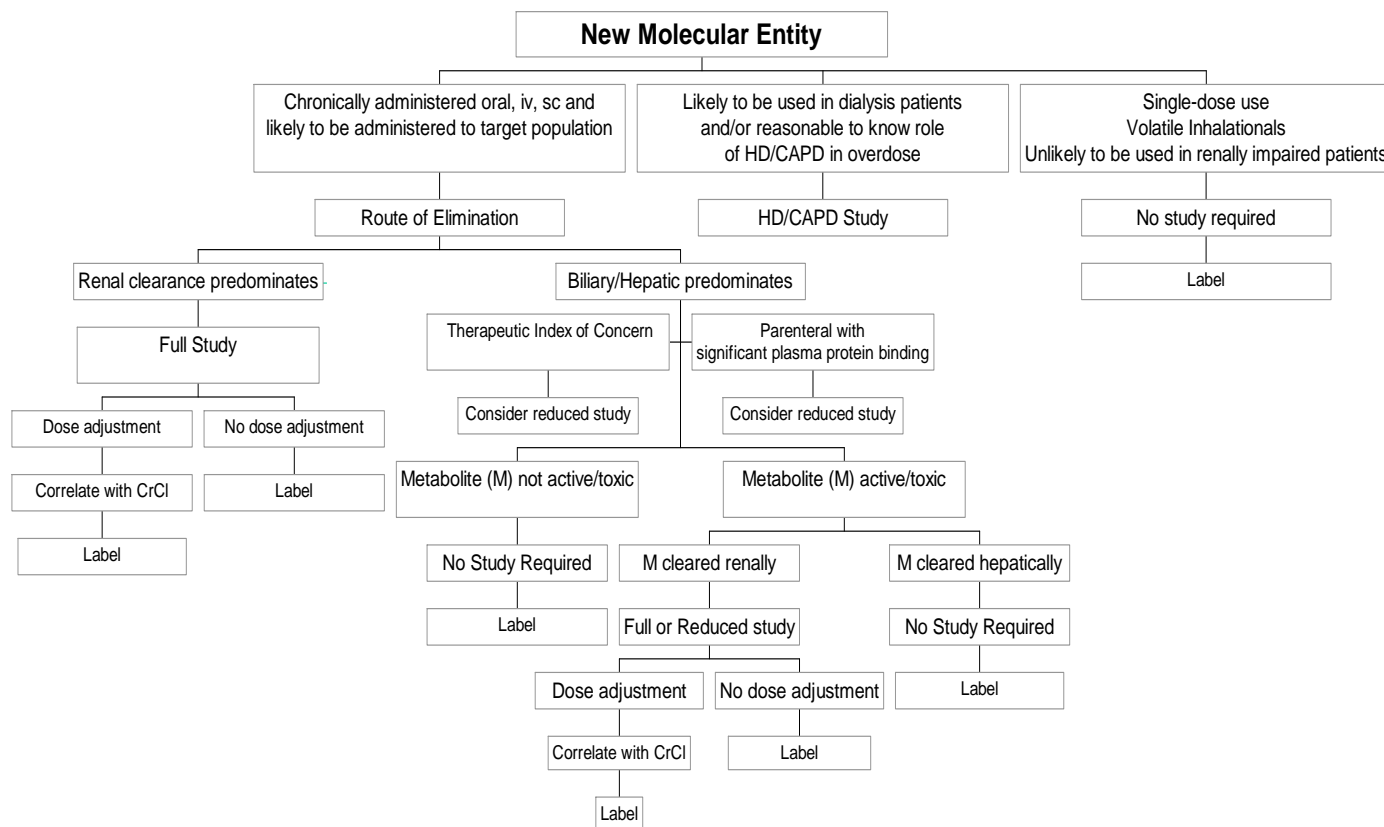 New Molecular Entity
Chronically administered oral, iv, sc and
likely to be administered to target population
Likely to be used in dialysis patients
and/or reasonable to know role
of HD/CAPD in overdose
Single-dose use
Volatile Inhalationals
Unlikely to be used in renally impaired patients
Route of Elimination
HD/CAPD Study
No study required
Label
Renal clearance predominates
Biliary/Hepatic predominates
Full Study
Therapeutic Index of Concern
Parenteral with
significant plasma protein binding
Consider reduced study
Consider reduced study
Dose adjustment
No dose adjustment
Correlate with CrCl
Label
Label
Metabolite (M) not active/toxic
Metabolite (M) active/toxic
No Study Required
M cleared renally
M cleared hepatically
Label
Full or Reduced study
No Study Required
Dose adjustment
No dose adjustment
Label
Correlate with CrCl
Label
Label